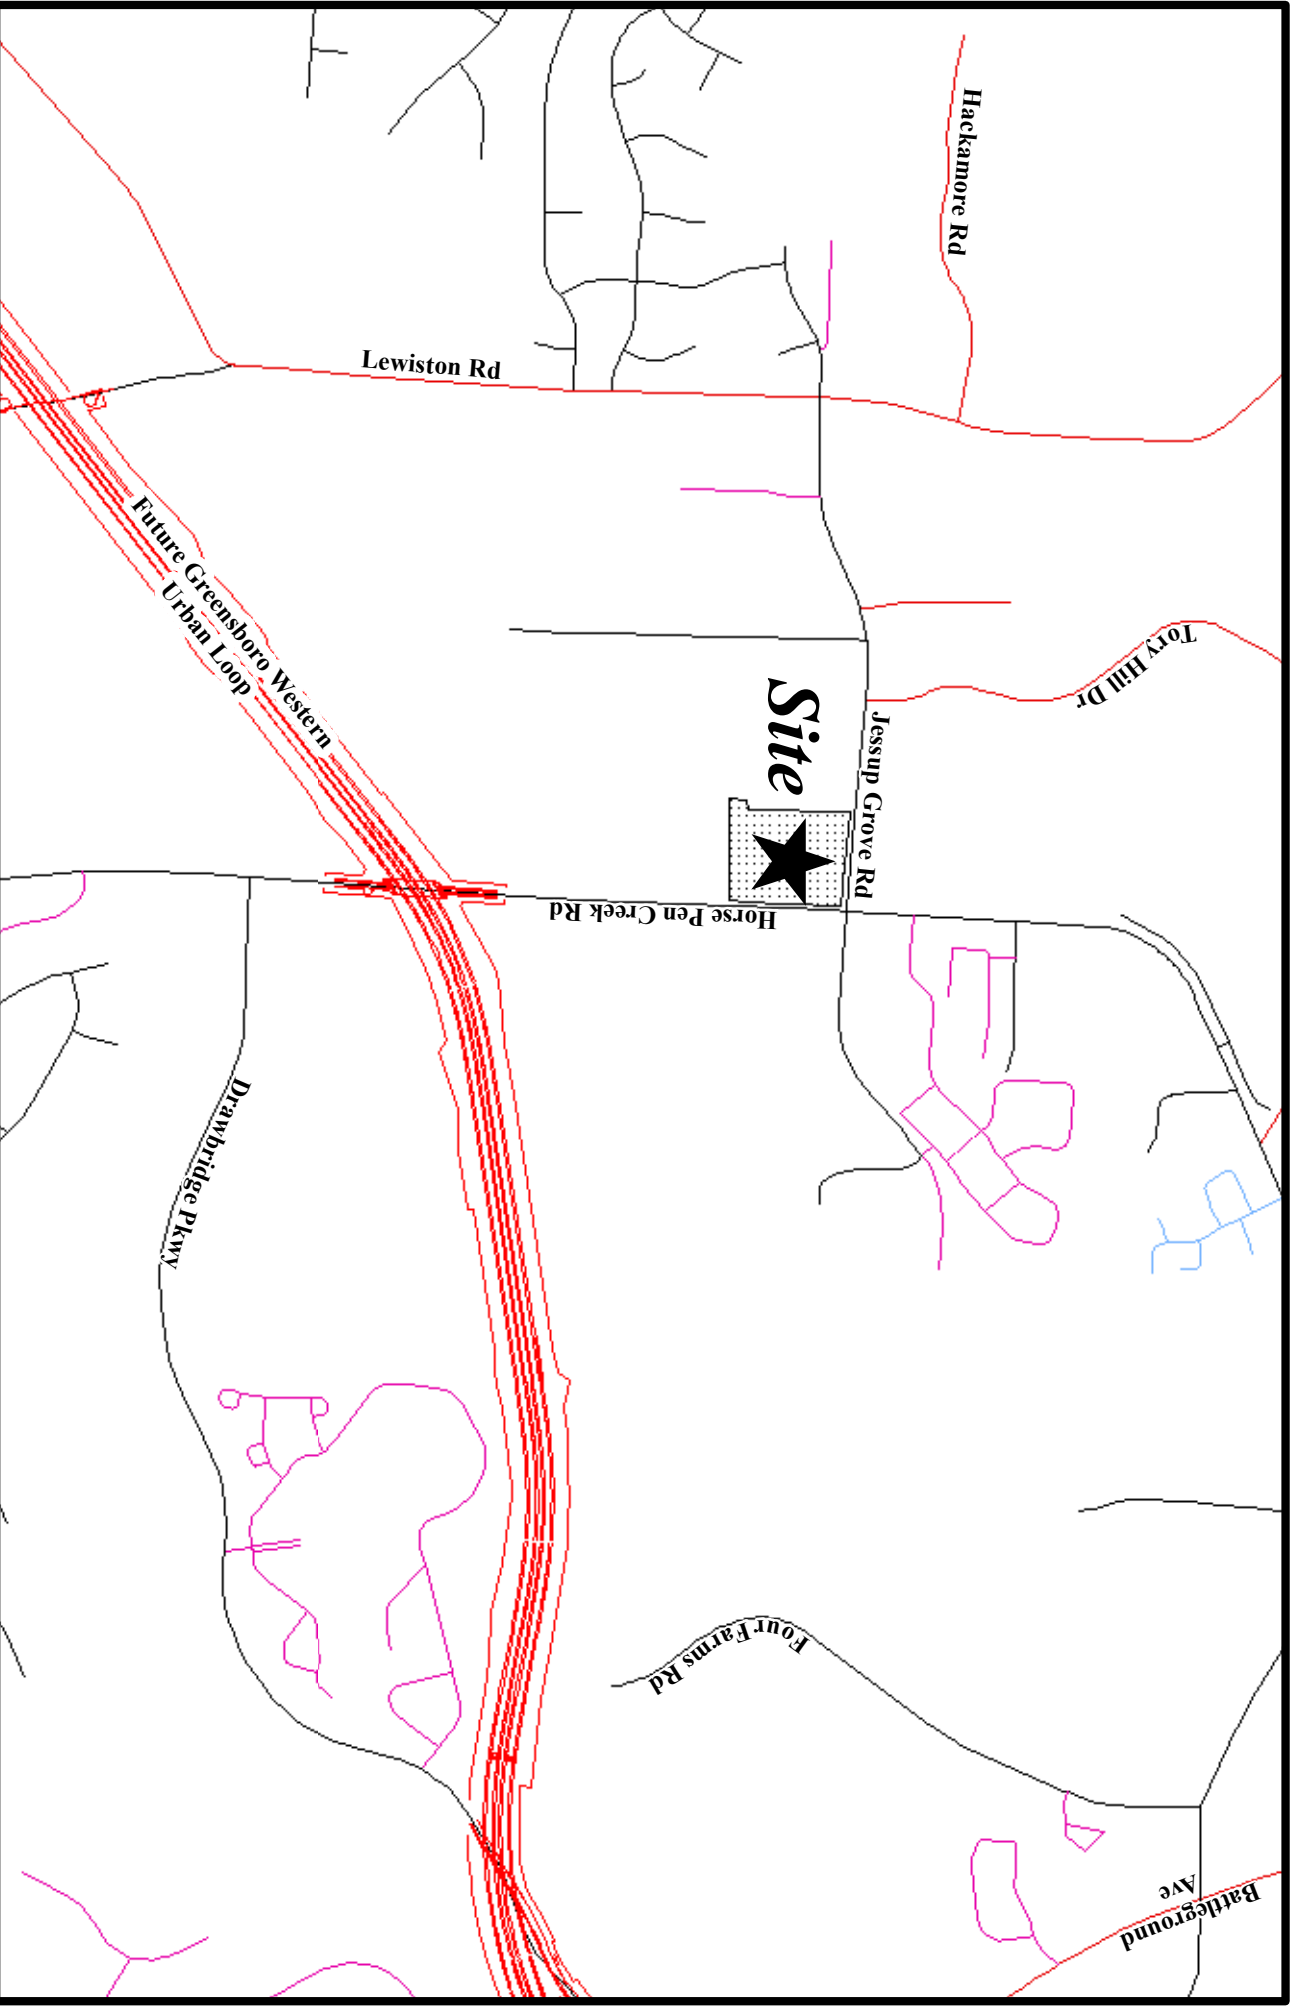 Hackamore Rd
Lewiston Rd
Future Greensboro Western
Urban Loop
Tory Hill Dr
Site
Jessup Grove Rd
Horse Pen Creek Rd
Drawbridge Pkwy
Four Farms Rd
Battleground
Ave